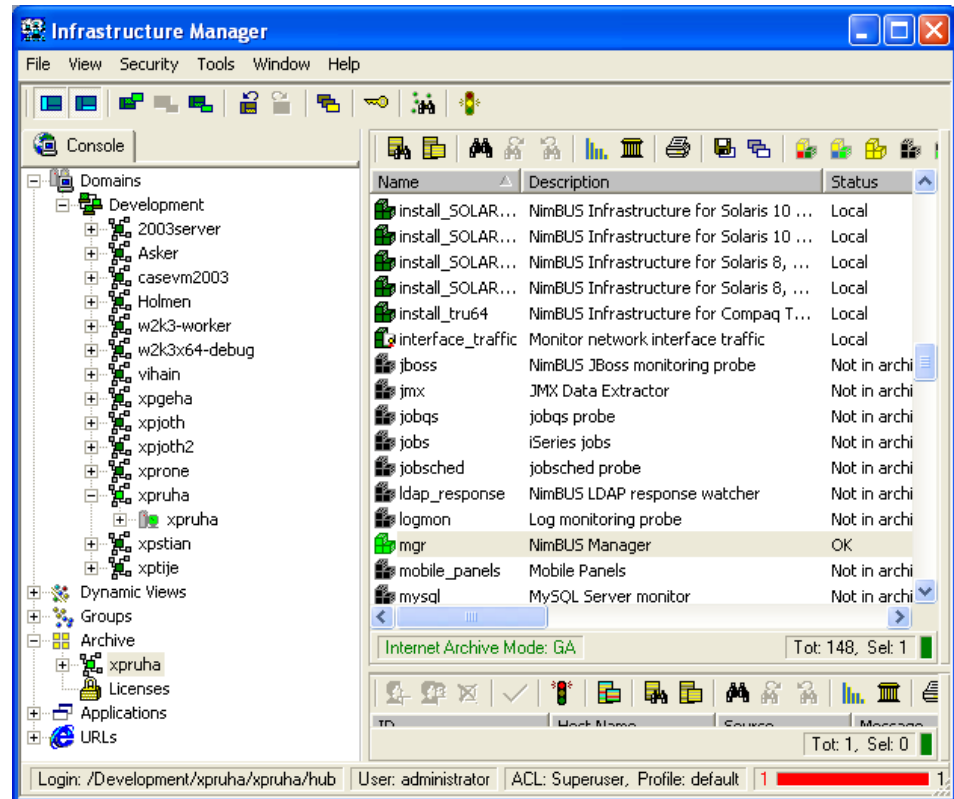 Infrastructure Manager
File View Security Tools Window Help
Console
Domains
Development
2003server
Asker
casevm2003
Holmen
w2k3-worker
w2k3x64-debug
vihain
xpgeha
xpjoth
xpjoth2
xprone
xpruha
xpruha
xpstian
xptije
Dynamic Views
Groups
Archive
xpruha
Licenses
Applications
URLs
Name Description Status
install_SOLAR... NimBUS Infrastructure for Solaris 10 ... Local
install_SOLAR... NimBUS Infrastructure for Solaris 10 ... Local
install_SOLAR... NimBUS Infrastructure for Solaris 8, ... Local
install_SOLAR... NimBUS Infrastructure for Solaris 8, ... Local
install_tru64 NimBUS Infrastructure for Compaq T... Local
interface_traffic Monitor network interface traffic Local
jboss NimBUS JBoss monitoring probe Not in archi
jmx JMX Data Extractor Not in archi
jobqs jobqs probe Not in archi
jobs iSeries jobs Not in archi
jobsched jobsched probe Not in archi
ldap_response NimBUS LDAP response watcher Not in archi
logmon Log monitoring probe Not in archi
mgr NimBUS Manager OK
mobile_panels Mobile Panels Not in archi
mysql MySQL Server monitor Not in archi
Internet Archive Mode: GA Tot: 148, Sel: 1
ID Host Name Source Message
Tot: 1, Sel: 0
Login: /Development/xpruha/xpruha/hub User: administrator ACL: Superuser, Profile: default 1 1